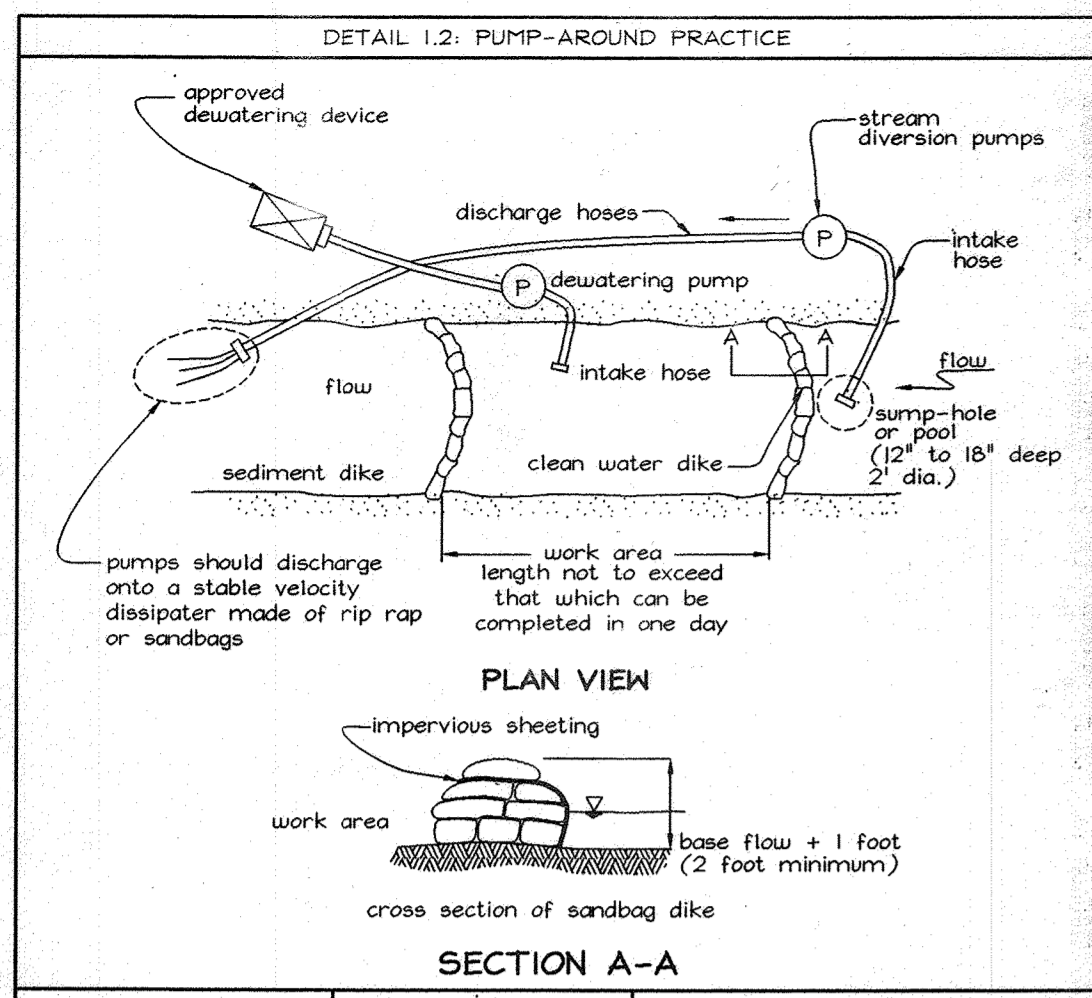 DETAIL 1.2: PUMP-AROUND PRACTICE
approved
dewatering device
stream
diversion pumps
discharge hoses
P
intake
hose
P
dewatering pump
A
A
flow
intake hose
flow
sump-hole
or pool
(12" to 18" deep
2' dia.)
clean water dike
sediment dike
work area
length not to exceed
that which can be
completed in one day
pumps should discharge
onto a stable velocity
dissipater made of rip rap
or sandbags
PLAN VIEW
impervious sheeting
work area
base flow + 1 foot
(2 foot minimum)
cross section of sandbag dike
SECTION A-A